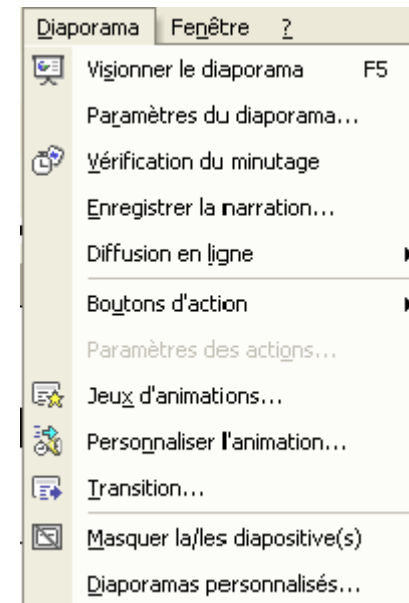 Diaporama Fenêtre ?
Visionner le diaporama F5
Paramètres du diaporama...
Vérification du minutage
Enregistrer la narration...
Diffusion en ligne
Boutons d'action
Paramètres des actions...
Jeux d'animations...
Personnaliser l'animation...
Transition...
Masquer la/les diapositive(s)
Diaporamas personnalisés...